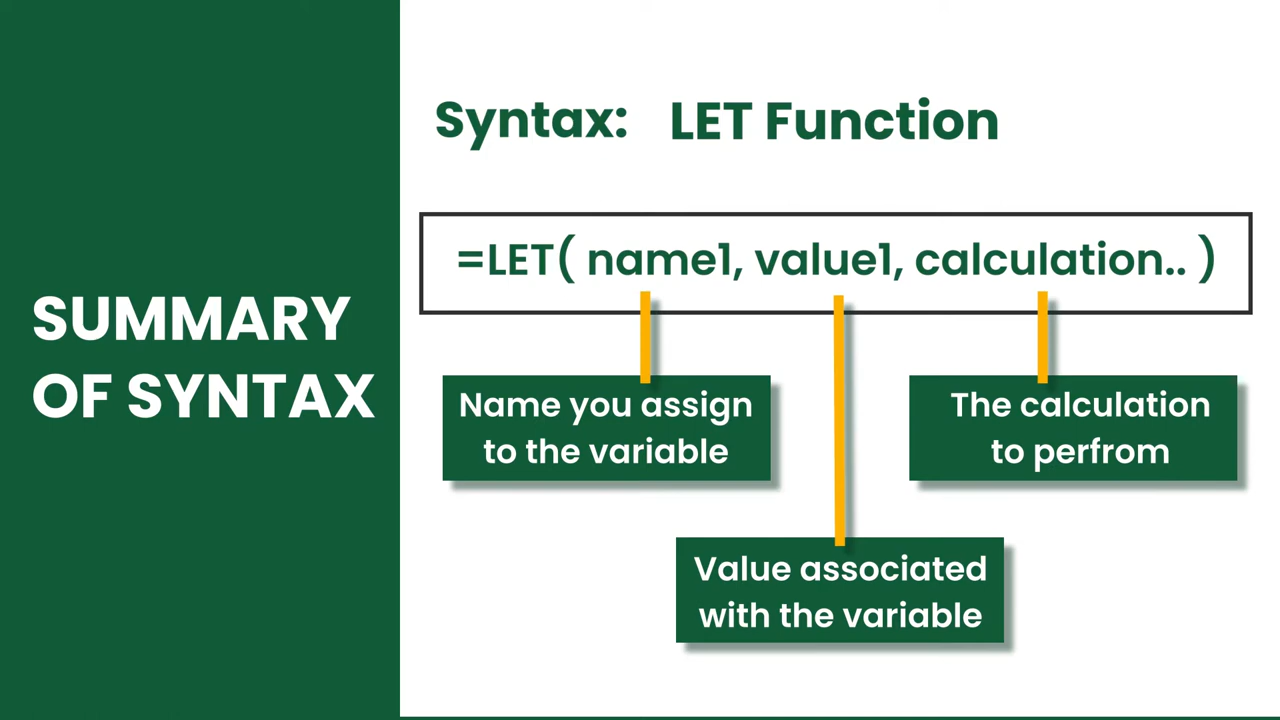 SUMMARY
OF SYNTAX
Syntax: LET Function
=LET( name1, value1, calculation.. )
Name you assign
to the variable
The calculation
to perfrom
Value associated
with the variable